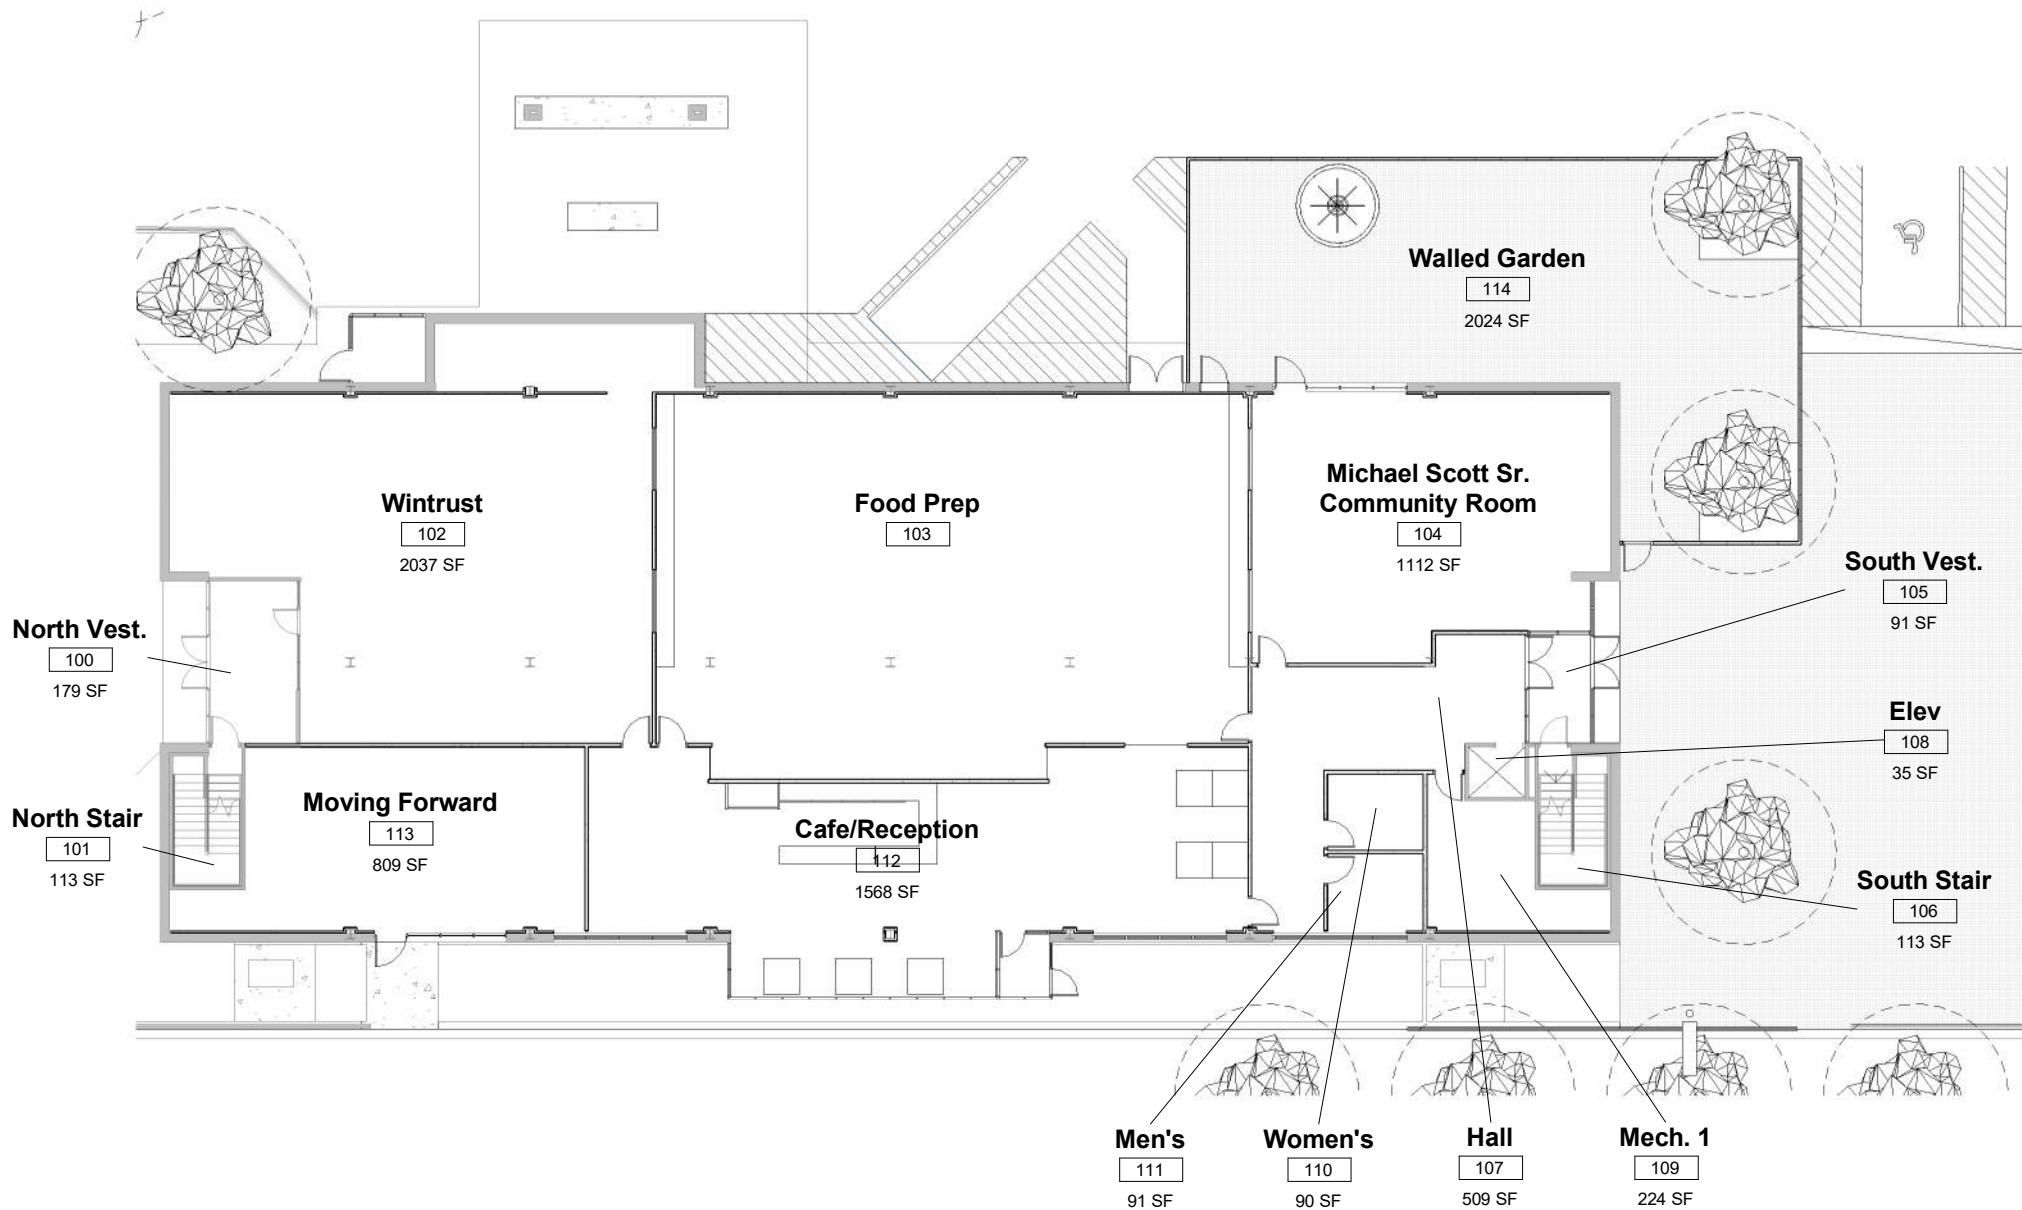 Walled Garden
114
2024 SF
Wintrust
102
2037 SF
Food Prep
103
Michael Scott Sr.
Community Room
104
1112 SF
South Vest.
105
91 SF
North Vest.
100
179 SF
Elev
108
35 SF
North Stair
101
113 SF
Moving Forward
113
809 SF
Cafe/Reception
112
1568 SF
South Stair
106
113 SF
Men's
111
91 SF
Women's
110
90 SF
Hall
107
509 SF
Mech. 1
109
224 SF